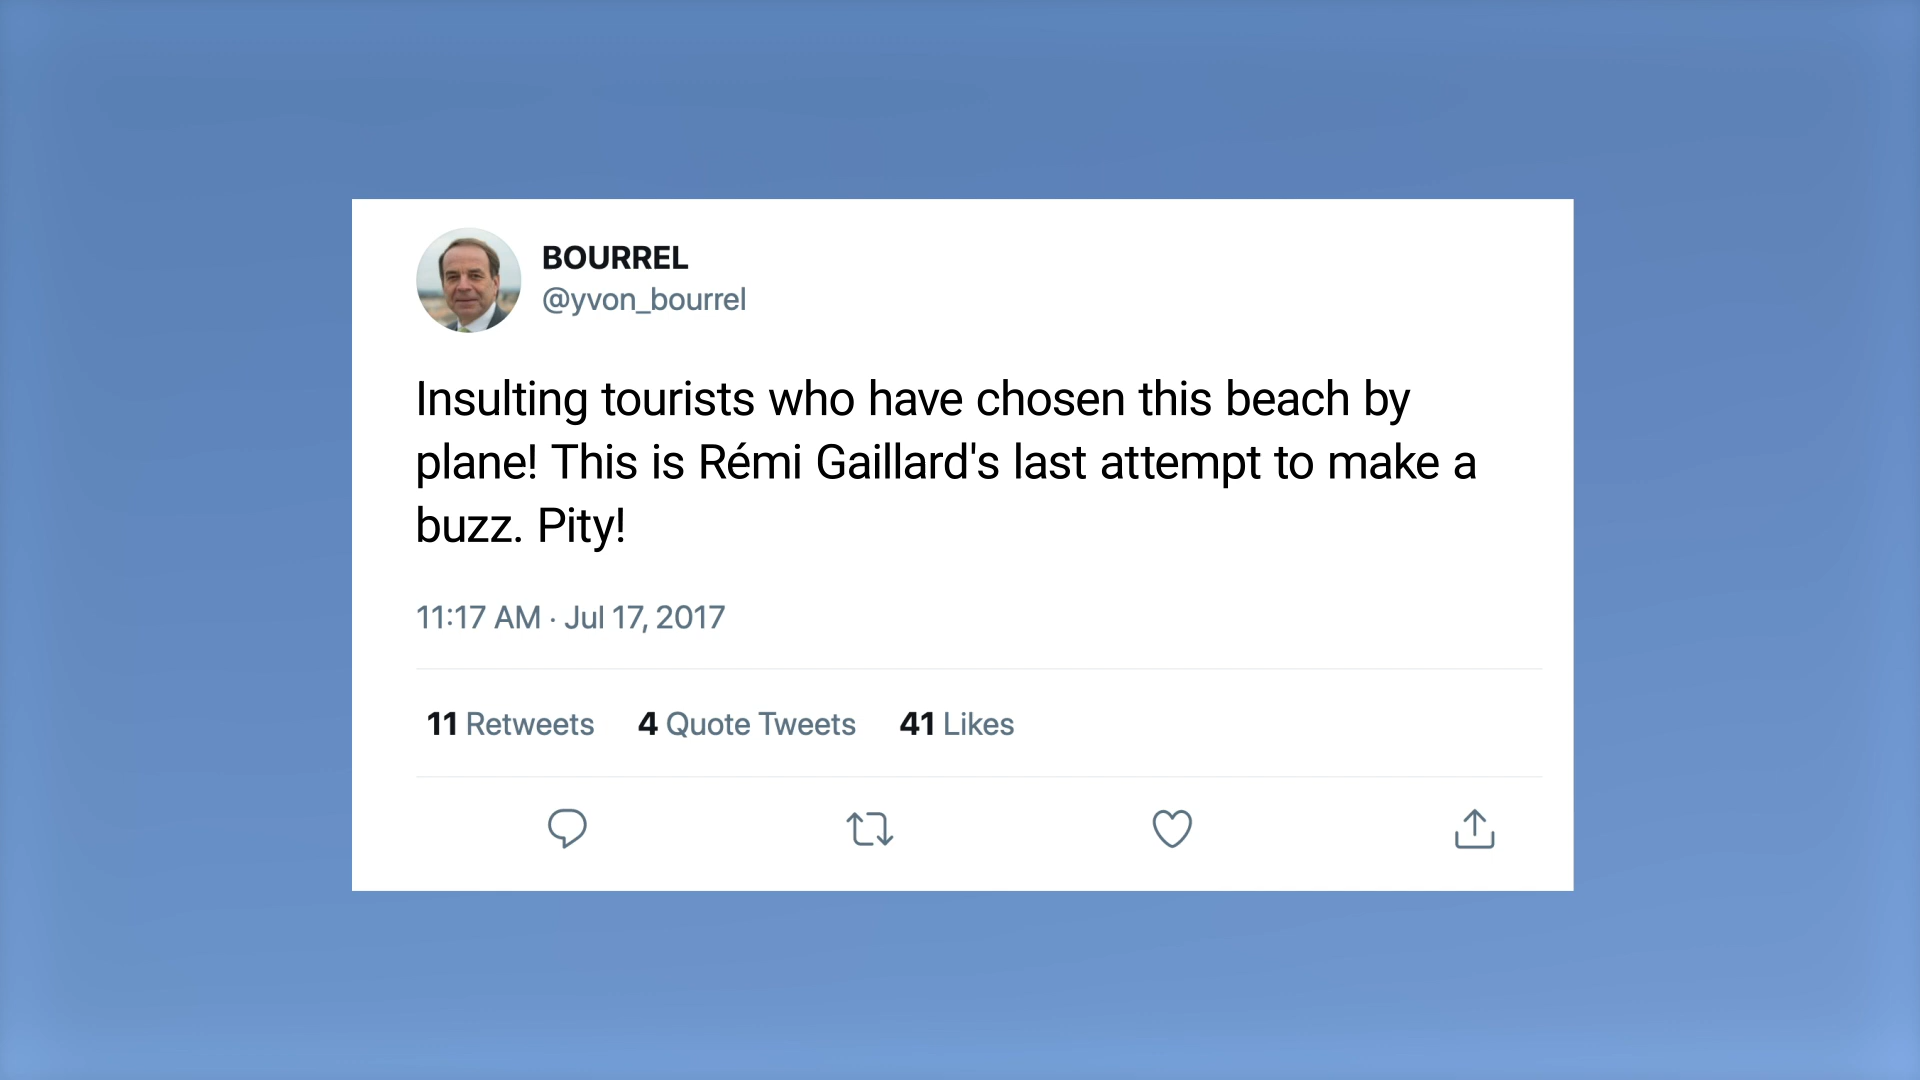 BOURREL
@yvon_bourrel
Insulting tourists who have chosen this beach by
plane! This is Rémi Gaillard's last attempt to make a
buzz. Pity!
11:17 AM · Jul 17, 2017
11 Retweets 4 Quote Tweets 41 Likes